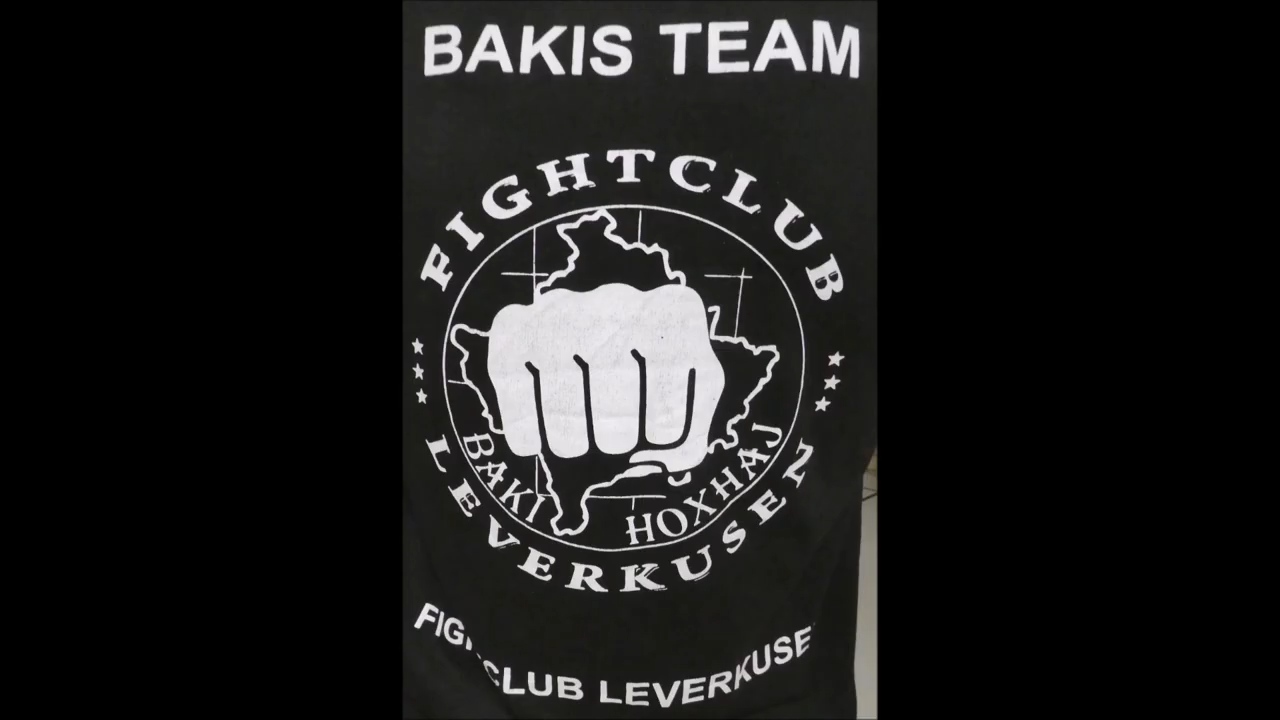 BAKIS TEAM
FIGHTCLUB
BAKI HOXHAJ
LEVERKUSEN
CLUB LEVERKUSE